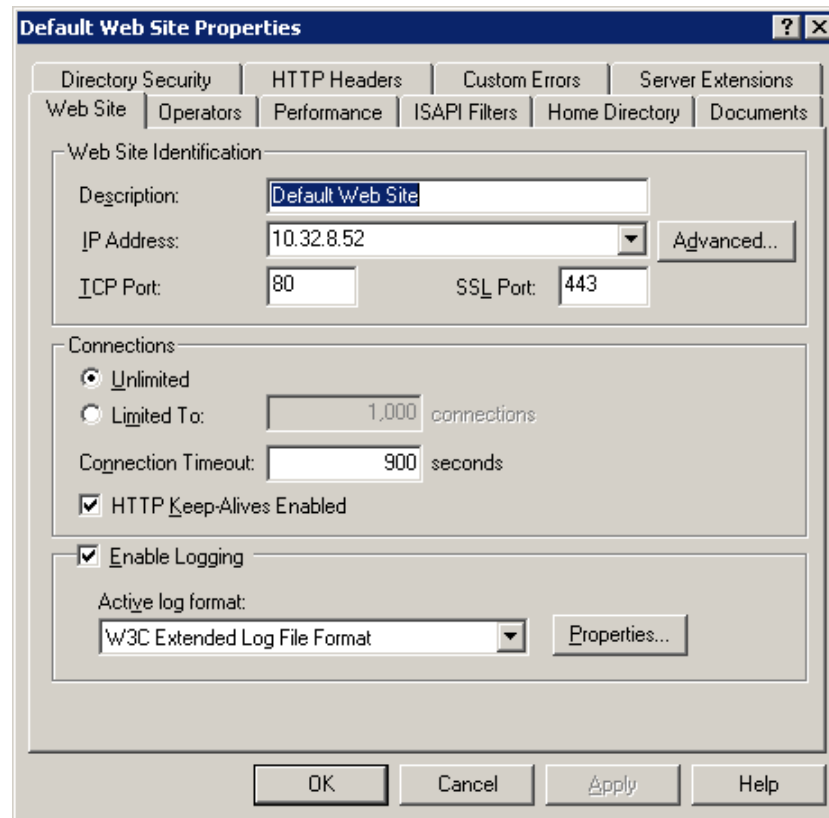 Default Web Site Properties ? X
Directory Security HTTP Headers Custom Errors Server Extensions
Web Site Operators Performance ISAPI Filters Home Directory Documents
Web Site Identification
Description: Default Web Site
IP Address: 10.32.8.52 Advanced...
TCP Port: 80 SSL Port: 443
Connections
Unlimited
Limited To: 1,000 connections
Connection Timeout: 900 seconds
HTTP Keep-Alives Enabled
Enable Logging
Active log format:
W3C Extended Log File Format Properties...
OK Cancel Apply Help